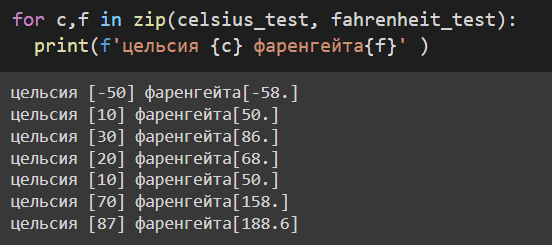 for c,f in zip(celsius_test, fahrenheit_test):
  print(f'цельсия {c} фаренгейта{f}' )
цельсия [-50] фаренгейта[-58.]
цельсия [10] фаренгейта[50.]
цельсия [30] фаренгейта[86.]
цельсия [20] фаренгейта[68.]
цельсия [10] фаренгейта[50.]
цельсия [70] фаренгейта[158.]
цельсия [87] фаренгейта[188.6]